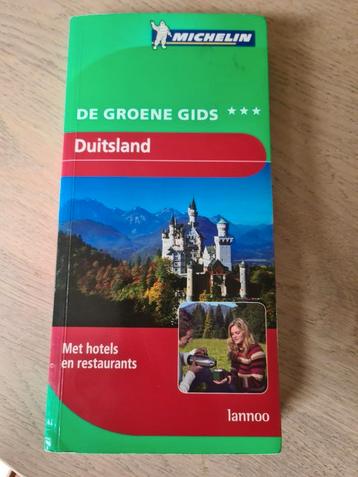 MICHELIN
DE GROENE GIDS ★★★
Duitsland
Met hotels
en restaurants
lannoo